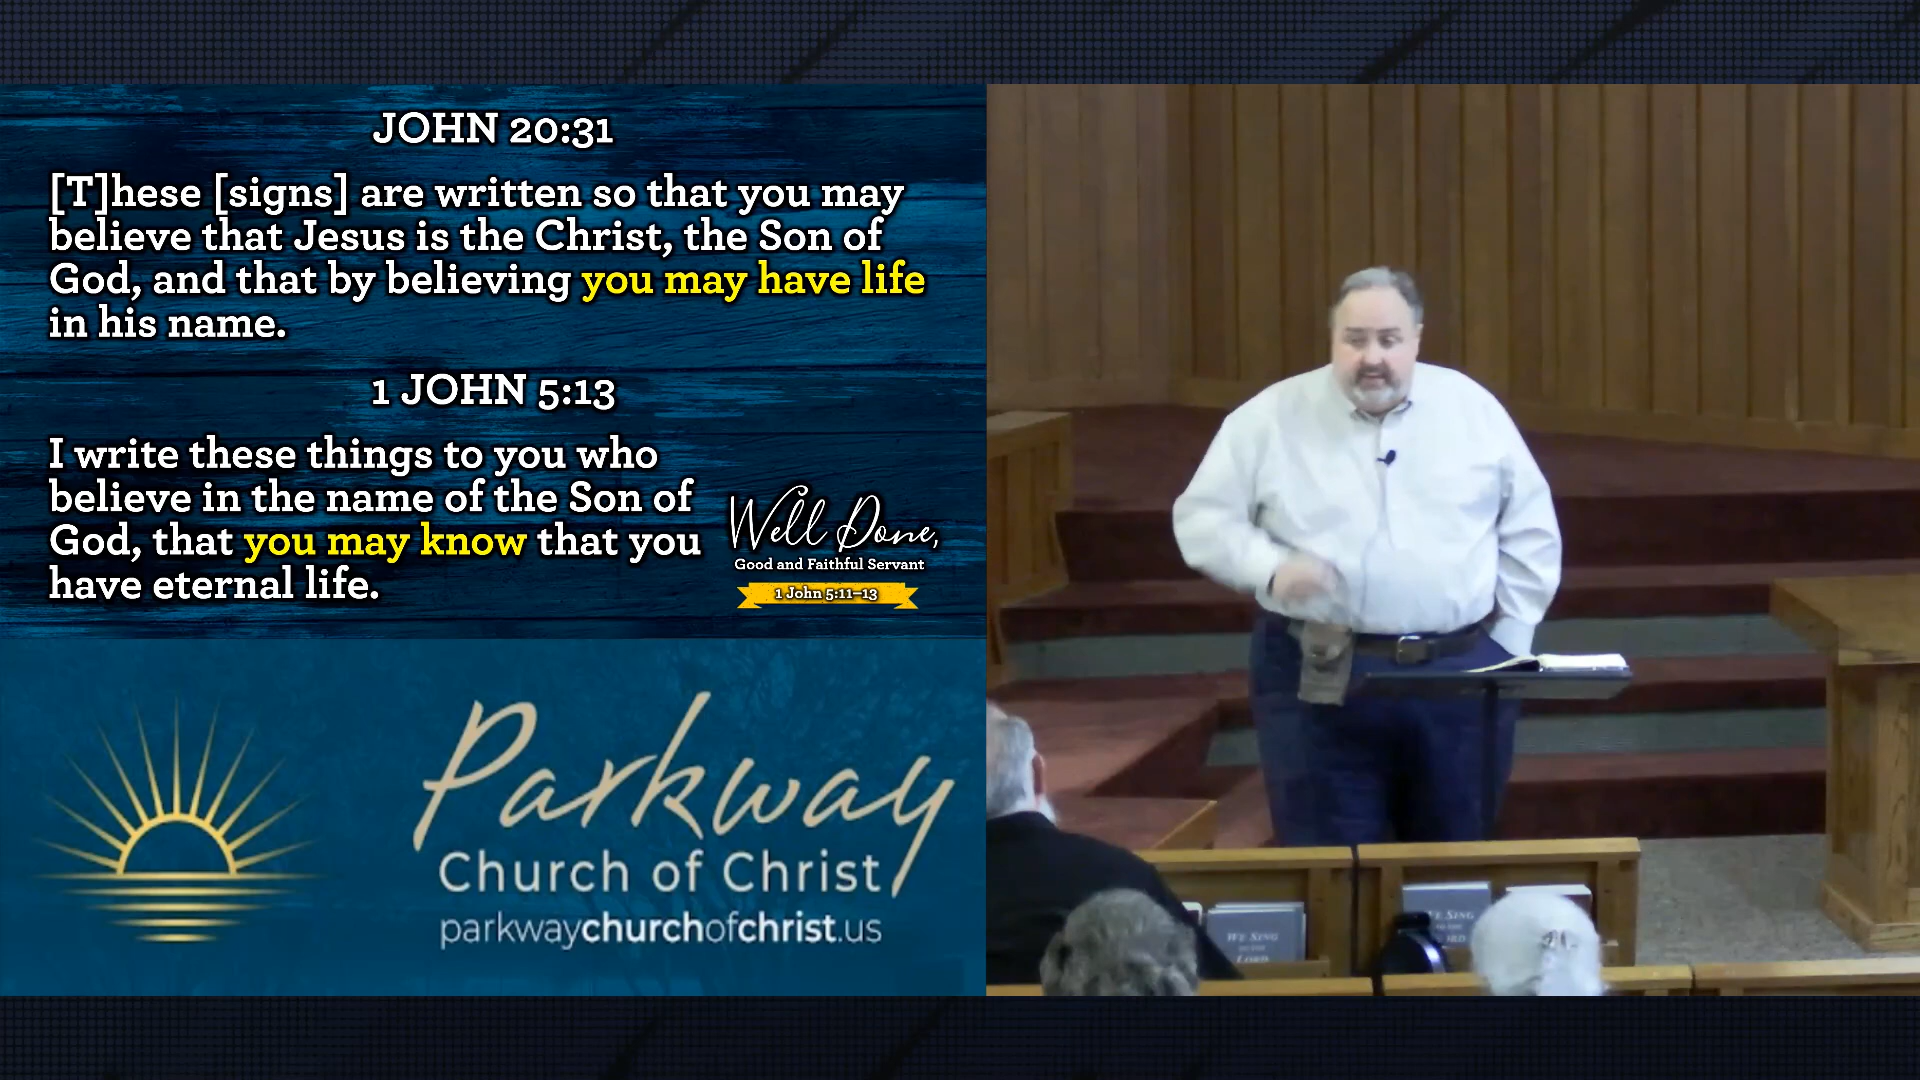 JOHN 20:31
[T]hese [signs] are written so that you may
believe that Jesus is the Christ, the Son of
God, and that by believing you may have life
in his name.
1 JOHN 5:13
I write these things to you who
believe in the name of the Son of
God, that you may know that you
have eternal life.
Well Done,
Good and Faithful Servant
1 John 5:11–13
Parkway
Church of Christ
parkwaychurchofchrist.us
WE SING
LORD